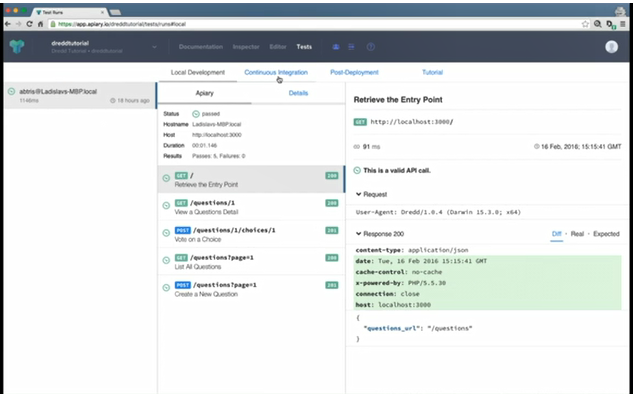 Test Runs
https://app.apiary.io/dreddtutorial/tests/runs#local
dreddtutorial
Dredd Tutorial • dreddtutorial
Documentation
Inspector
Editor
Tests
Local Development
Continuous Integration
Post-Deployment
Tutorial
abtris@Ladislavs-MBP.local
1146ms
18 hours ago
Apiary
Details
Status passed
Hostname Ladislavs-MBP.local
Host http://localhost:3000
Duration 00:01.146
Results Passes: 5, Failures: 0
GET / 200
Retrieve the Entry Point
GET /questions/1 200
View a Questions Detail
POST /questions/1/choices/1 201
Vote on a Choice
GET /questions?page=1 200
List All Questions
POST /questions?page=1 201
Create a New Question
Retrieve the Entry Point
GET http://localhost:3000/
91 ms
16 Feb, 2016; 15:15:41 GMT
This is a valid API call.
Request
User-Agent: Dredd/1.0.4 (Darwin 15.3.0; x64)
Response 200
Diff • Real • Expected
content-type: application/json
date: Tue, 16 Feb 2016 15:15:41 GMT
cache-control: no-cache
x-powered-by: PHP/5.5.30
connection: close
host: localhost:3000
{
"questions_url": "/questions"
}